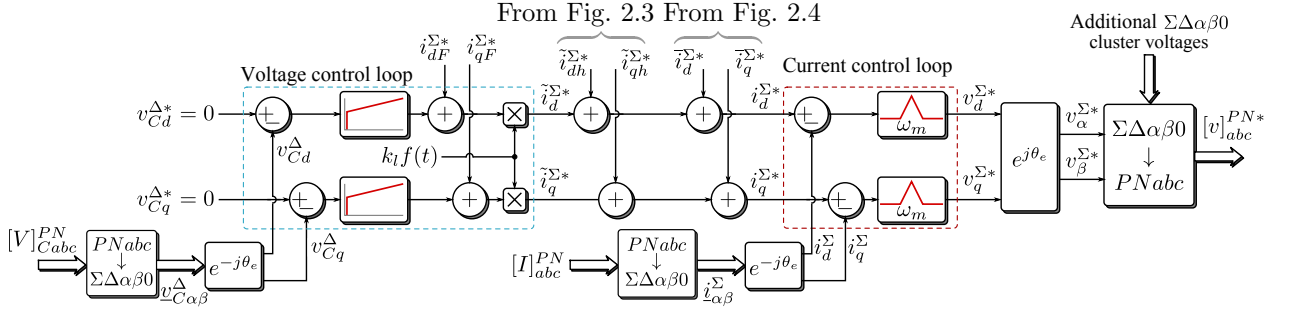 From Fig. 2.3 From Fig. 2.4
Additional ΣΔαβ0
cluster voltages
i_{dF}^{Σ*} i_{qF}^{Σ*}
ĩ_{dh}^{Σ*} ĩ_{qh}^{Σ*} i̅_d^{Σ*} i̅_q^{Σ*}
Voltage control loop
Current control loop
v_{Cd}^{Δ*} = 0
ĩ_d^{Σ*}
i_d^{Σ*}
v_d^{Σ*}
ω_m
v_{Cd}^{Δ}
k_l f(t)
e^{jθ_e}
v_α^{Σ*}
v_β^{Σ*}
ΣΔαβ0
↓
PNabc
[v]_{abc}^{PN*}
v_{Cq}^{Δ*} = 0
ĩ_q^{Σ*}
i_q^{Σ*}
v_q^{Σ*}
ω_m
v_{Cq}^{Δ}
[V]_{Cabc}^{PN}
PNabc
↓
ΣΔαβ0
v_{Cαβ}^{Δ}
e^{-jθ_e}
[I]_{abc}^{PN}
PNabc
↓
ΣΔαβ0
i_{αβ}^{Σ}
e^{-jθ_e}
i_d^{Σ}
i_q^{Σ}